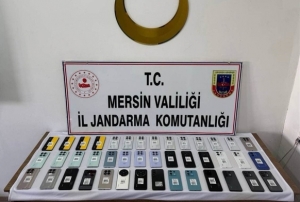 T.C.
MERSİN VALİLİĞİ
İL JANDARMA KOMUTANLIĞI